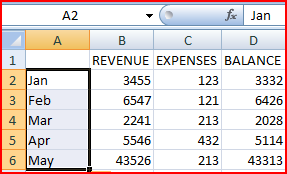 A2 fx Jan
A B C D
1 REVENUE EXPENSES BALANCE
2 Jan 3455 123 3332
3 Feb 6547 121 6426
4 Mar 2241 213 2028
5 Apr 5546 432 5114
6 May 43526 213 43313